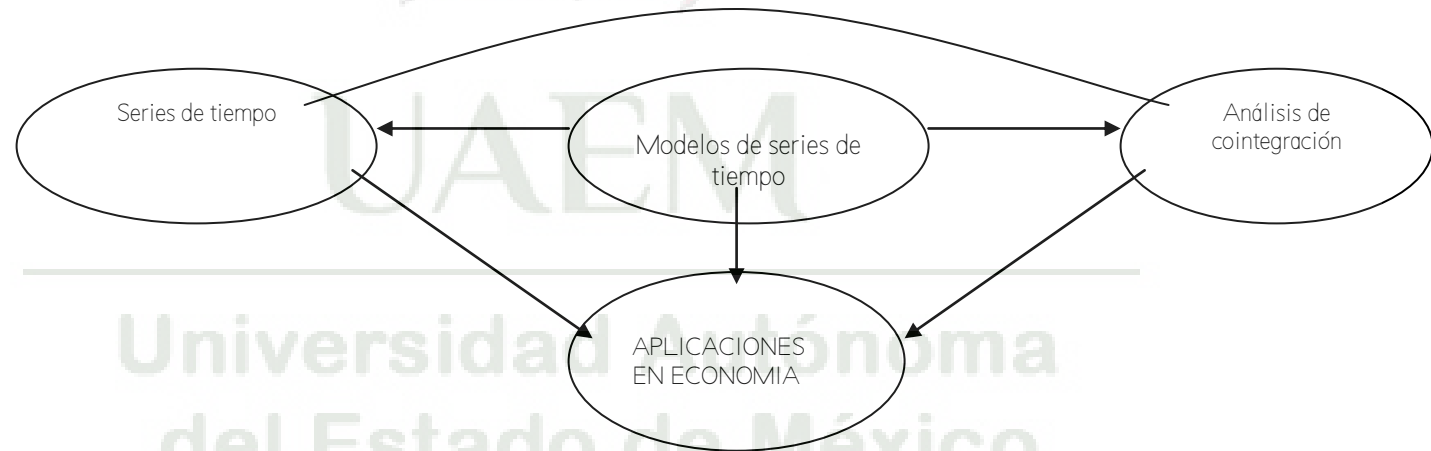 Series de tiempo
Modelos de series de
tiempo
Análisis de
cointegración
UAEM
APLICACIONES
EN ECONOMIA
Universidad Autónoma
del Estado de México